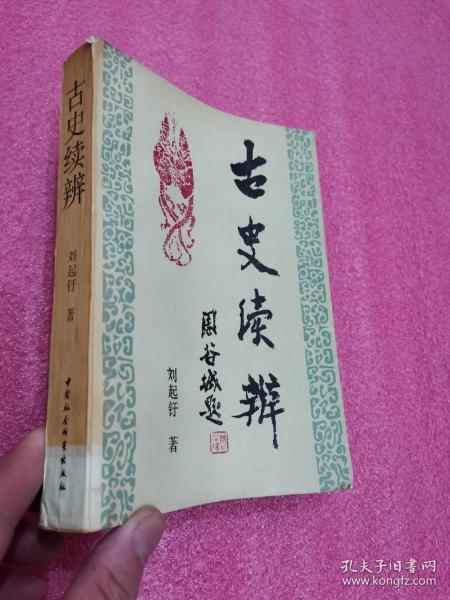 古史续辨
刘起釪 著
中国社会科学出版社
古史续辨
周谷城题
刘起釪 著
孔夫子旧书网
www.kongfz.com